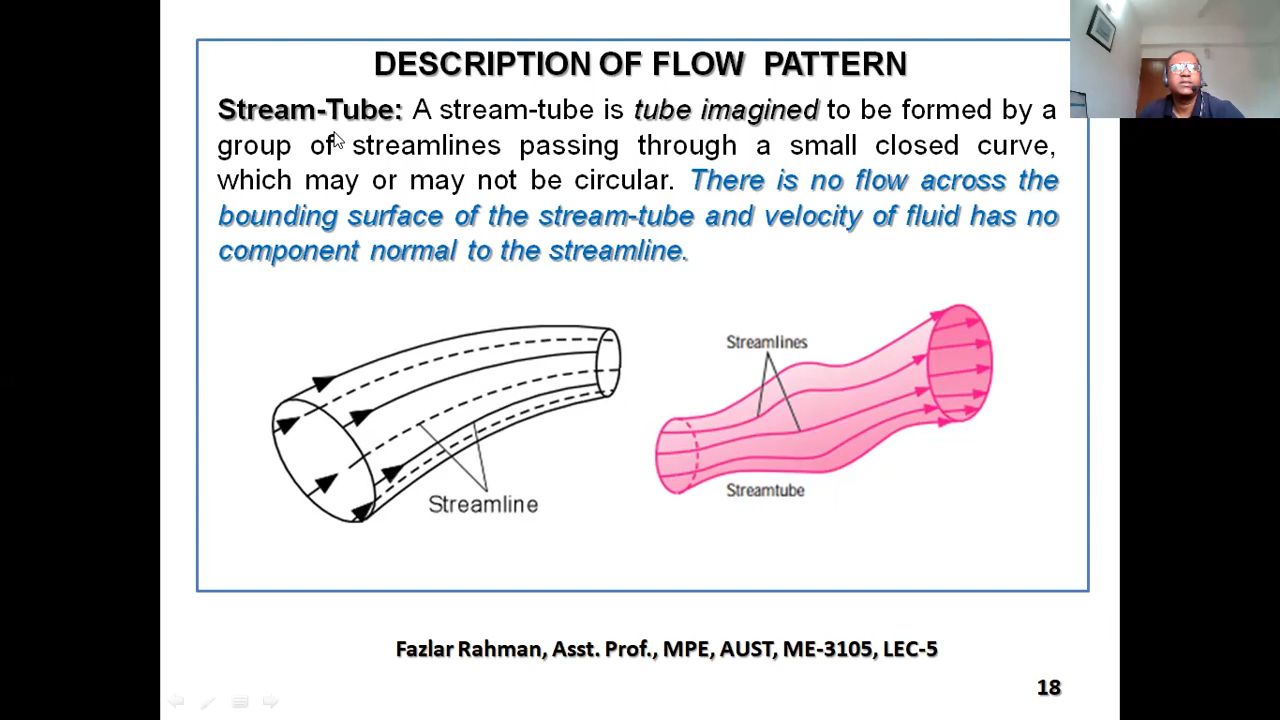 DESCRIPTION OF FLOW PATTERN
Stream-Tube: A stream-tube is tube imagined to be formed by a
group of streamlines passing through a small closed curve,
which may or may not be circular. There is no flow across the
bounding surface of the stream-tube and velocity of fluid has no
component normal to the streamline.
Streamline
Streamlines
Streamtube
Fazlar Rahman, Asst. Prof., MPE, AUST, ME-3105, LEC-5
18